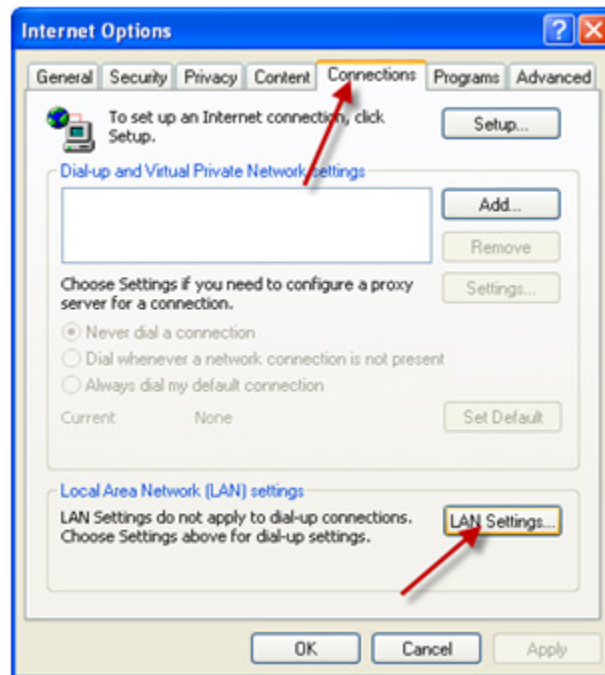 Internet Options
General Security Privacy Content Connections Programs Advanced
To set up an Internet connection, click
Setup.
Setup...
Dial-up and Virtual Private Network settings
Add...
Remove
Choose Settings if you need to configure a proxy
server for a connection.
Settings...
Never dial a connection
Dial whenever a network connection is not present
Always dial my default connection
Current None
Set Default
Local Area Network (LAN) settings
LAN Settings do not apply to dial-up connections.
Choose Settings above for dial-up settings.
LAN Settings...
OK Cancel Apply